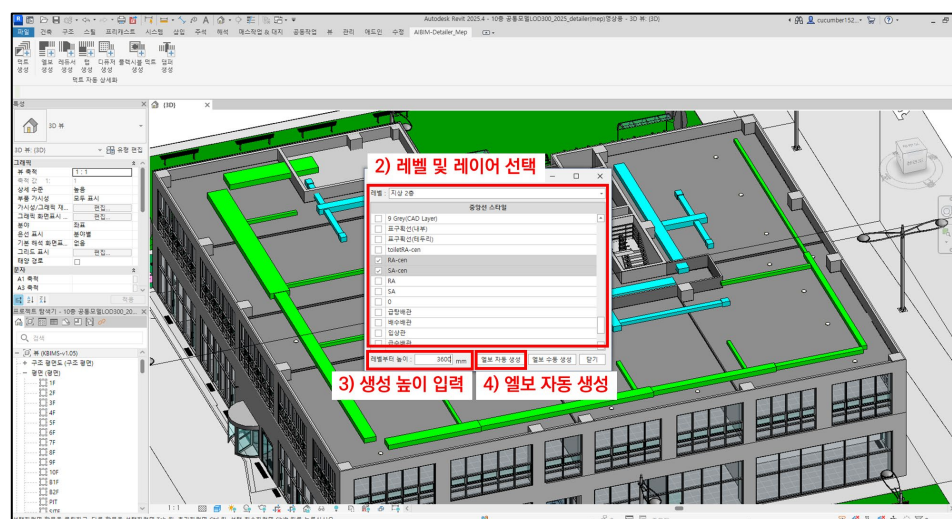 Autodesk Revit 2025.4 - 10층 공통모델LOD300_2025_detailer(mep)영상용 - 3D 뷰: {3D}
cucumber152...
파일 건축 구조 스틸 프리캐스트 시스템 삽입 주석 해석 매스작업 & 대지 공동작업 뷰 관리 애드인 수정 AIBIM-Detailer_Mep
덕트 엘보 레듀서 탭 디퓨저 플렉시블 덕트 댐퍼
생성 생성 생성 생성 생성 생성 생성
덕트 자동 상세화
특성
{3D}
3D 뷰
3D 뷰: {3D}
유형 편집
그래픽
뷰 축척 1 : 1
축척 값 1: 1
상세 수준 높음
부품 가시성 모두 표시
가시성/그래픽 재... 편집...
그래픽 화면표시 ... 편집...
분야 좌표
은선 표시 분야별
기본 해석 화면표... 없음
그리드 표시 편집...
태양 경로
문자
A1 축척
A3 축척
적용
프로젝트 탐색기 - 10층 공통모델LOD300_20...
검색
뷰 (KBIMS-v1.05)
구조 평면도 (구조 평면)
평면 (평면)
1F
2F
3F
4F
5F
6F
7F
8F
9F
10F
B1F
B2F
PIT
2) 레벨 및 레이어 선택
레벨 : 지상 2층
중앙선 스타일
9 Grey(CAD Layer)
표구획선(내부)
표구획선(테두리)
toiletRA-cen
RA-cen
SA-cen
RA
SA
0
급탕배관
배수배관
입상관
급수배관
레벨부터 높이 : 3600 mm
엘보 자동 생성 엘보 수동 생성 닫기
3) 생성 높이 입력
4) 엘보 자동 생성
1 : 1